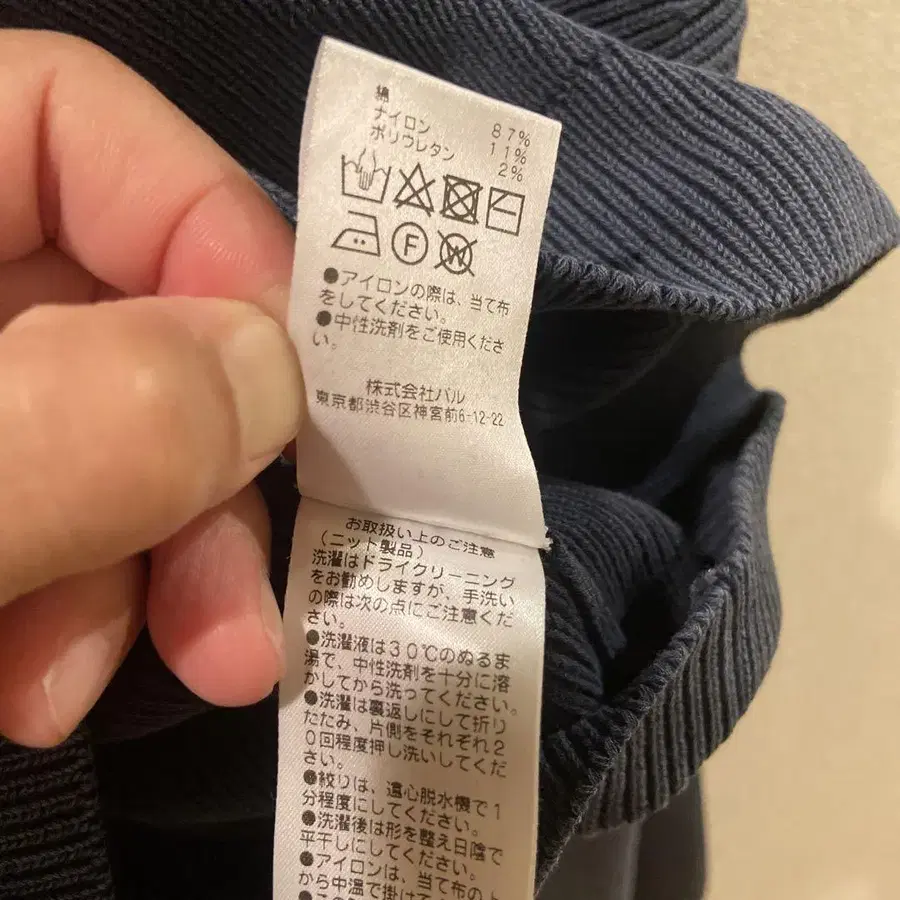 綿 87%
ナイロン 11%
ポリウレタン 2%
F W
●アイロンの際は、当て布
をしてください。
●中性洗剤をご使用くださ
い。
株式会社パル
東京都渋谷区神宮前6-12-22
お取扱い上のご注意
(ニット製品)
洗濯はドライクリーニング
をお勧めしますが、手洗い
の際は次の点にご注意くだ
さい。
●洗濯液は30℃のぬるま
湯で、中性洗剤を十分に溶
かしてから洗ってください。
●洗濯は裏返しにして折り
たたみ、片側をそれぞれ2
0回程度押し洗いしてくだ
さい。
●絞りは、遠心脱水機で1
分程度にしてください。
●洗濯後は形を整え日陰で
平干しにしてください。
●アイロンは、当て布の上
から中温で掛けて